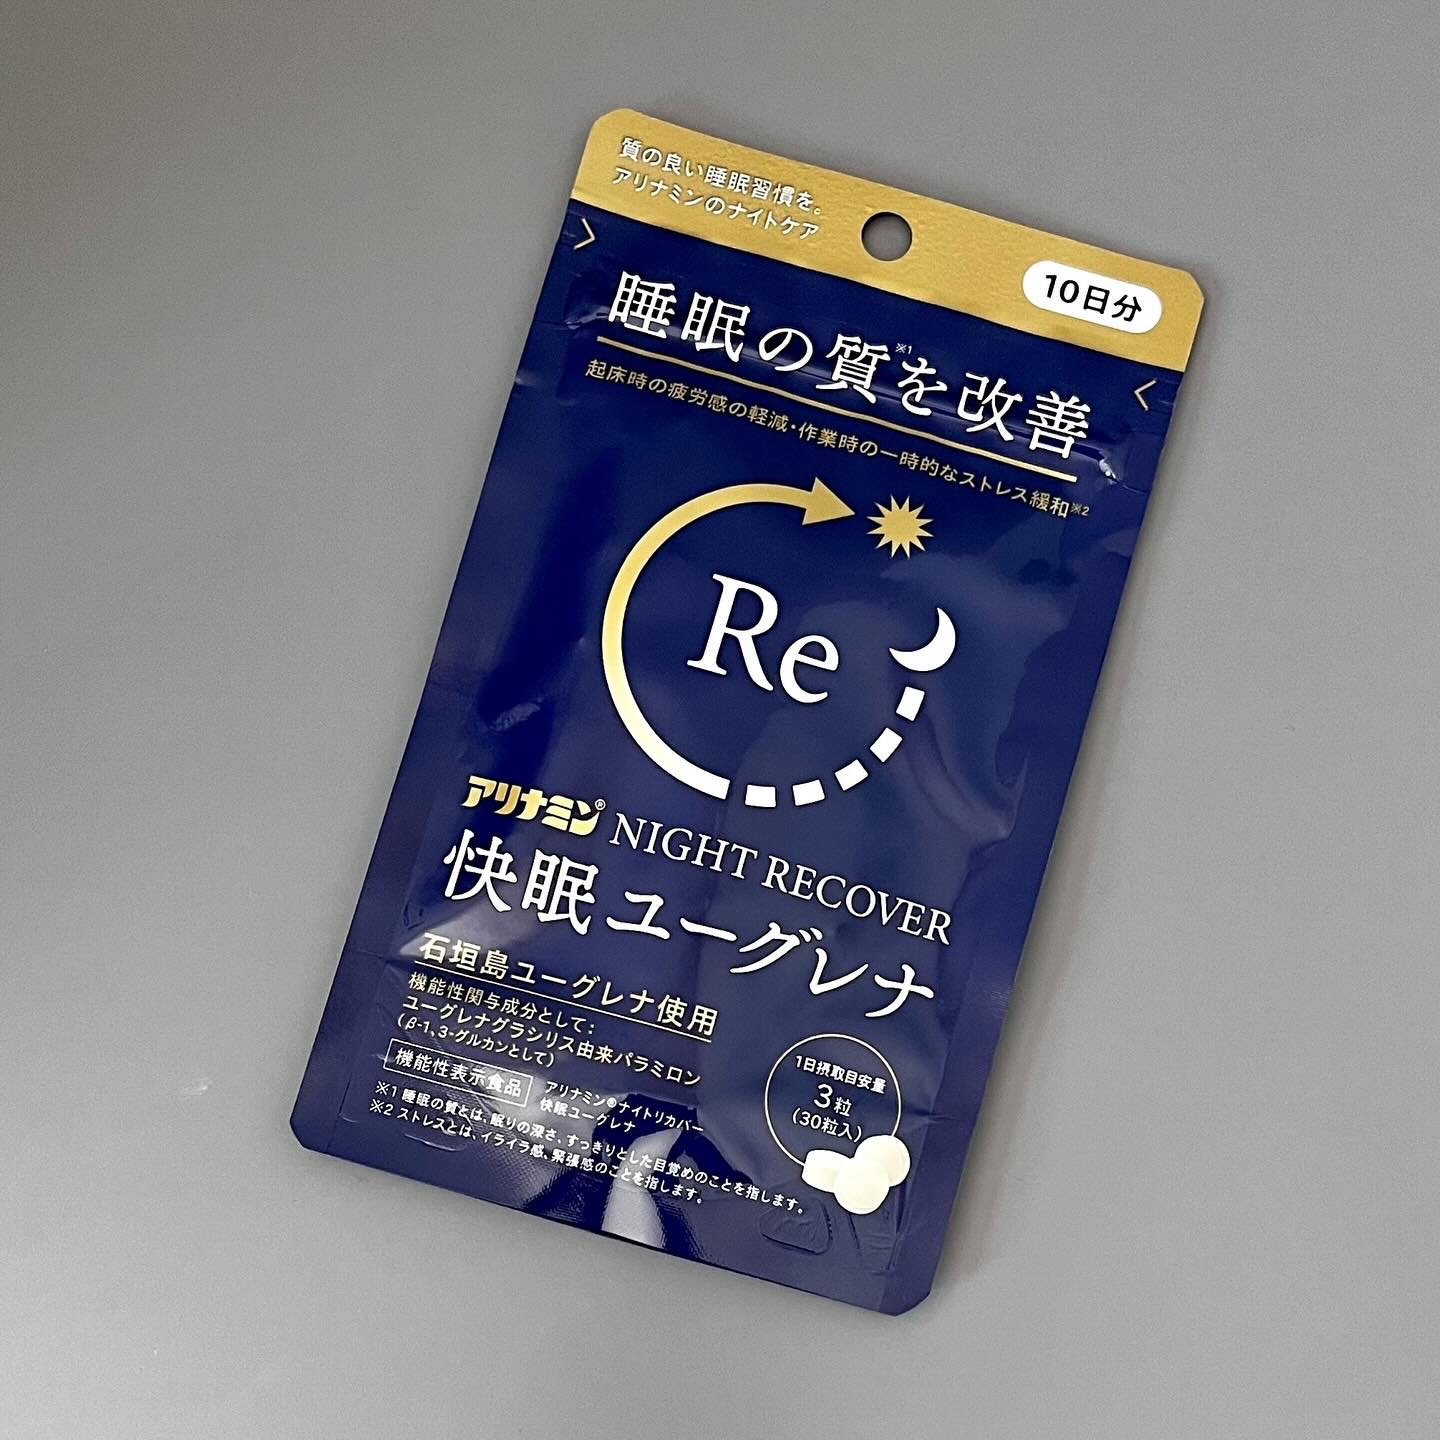 質の良い睡眠習慣を。
アリナミンのナイトケア
10日分
睡眠の質※1を改善
起床時の疲労感の軽減・作業時の一時的なストレス緩和※2
Re
アリナミン® NIGHT RECOVER
快眠ユーグレナ
石垣島ユーグレナ使用
機能性関与成分として：
ユーグレナグラシリス由来パラミロン
(β-1,3-グルカンとして)
機能性表示食品
アリナミン®ナイトリカバー
快眠ユーグレナ
※1 睡眠の質とは、眠りの深さ、すっきりとした目覚めのことを指します。
※2 ストレスとは、イライラ感、緊張感のことを指します。
1日摂取目安量
3粒
(30粒入)